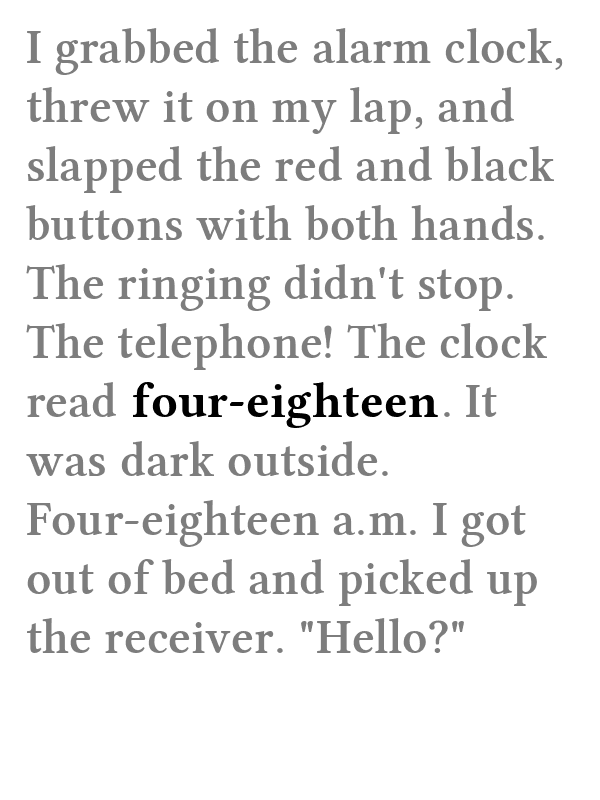 I grabbed the alarm clock,
threw it on my lap, and
slapped the red and black
buttons with both hands.
The ringing didn't stop.
The telephone! The clock
read four-eighteen. It
was dark outside.
Four-eighteen a.m. I got
out of bed and picked up
the receiver. "Hello?"